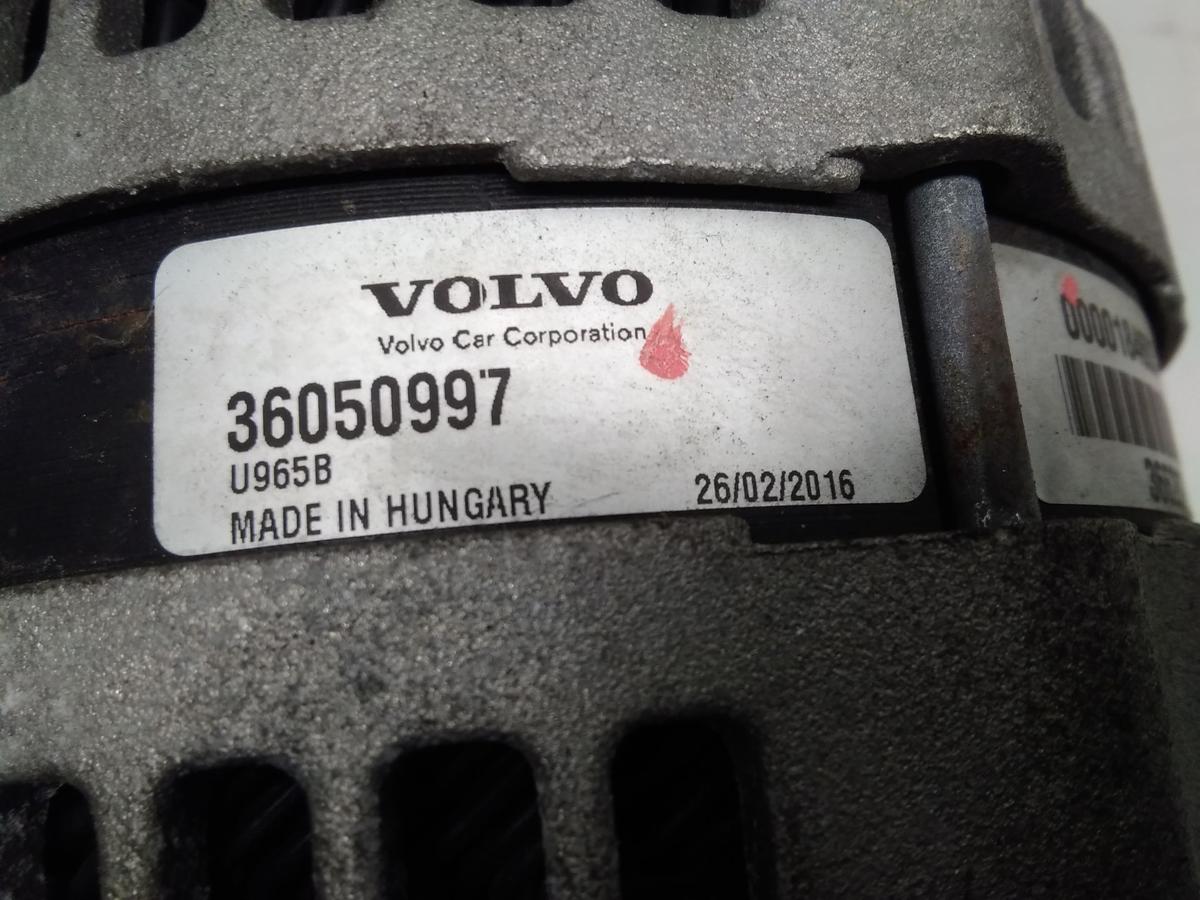 VOLVO
Volvo Car Corporation
36050997
U965B
MADE IN HUNGARY
26/02/2016